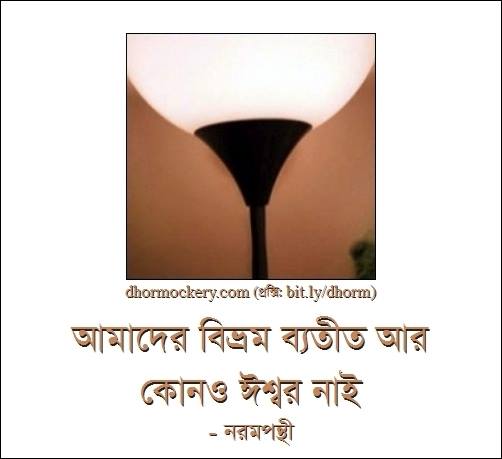 dhormockery.com (প্রক্সি: bit.ly/dhorm)
আমাদের বিভ্রম ব্যতীত আর
কোনও ঈশ্বর নাই
- নরমপন্থী